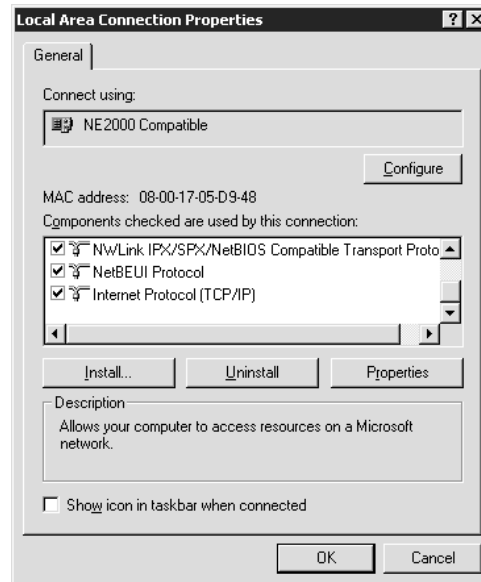 Local Area Connection Properties
General
Connect using:
NE2000 Compatible
Configure
MAC address: 08-00-17-05-D9-48
Components checked are used by this connection:
NWLink IPX/SPX/NetBIOS Compatible Transport Proto
NetBEUI Protocol
Internet Protocol (TCP/IP)
Install... Uninstall Properties
Description
Allows your computer to access resources on a Microsoft
network.
Show icon in taskbar when connected
OK Cancel